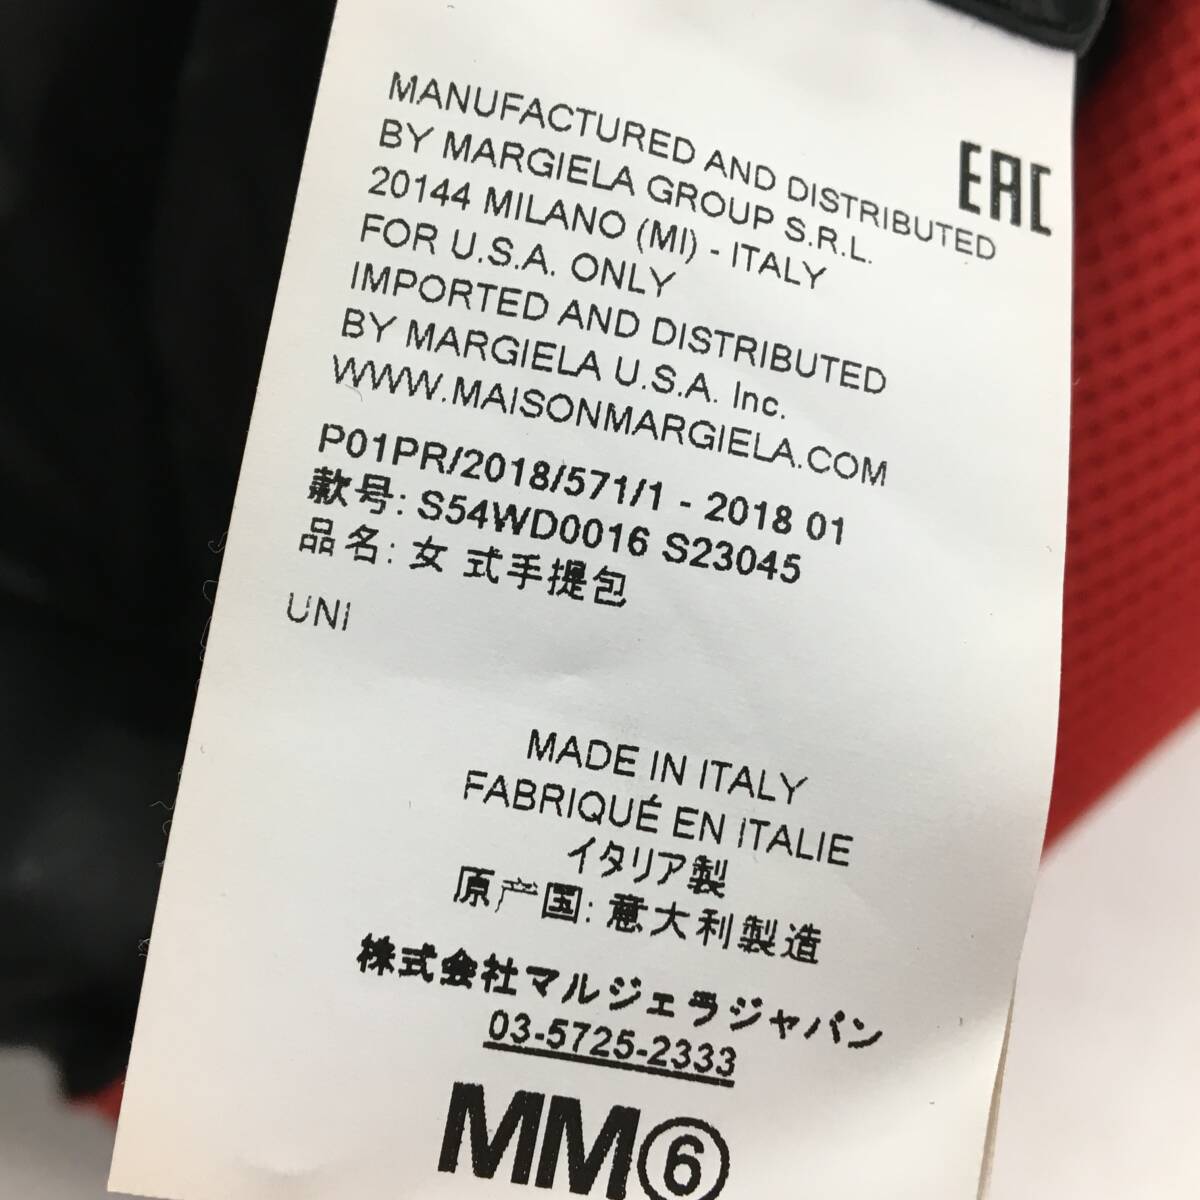 EAC
MANUFACTURED AND DISTRIBUTED
BY MARGIELA GROUP S.R.L.
20144 MILANO (MI) - ITALY
FOR U.S.A. ONLY
IMPORTED AND DISTRIBUTED
BY MARGIELA U.S.A. Inc.
WWW.MAISONMARGIELA.COM
P01PR/2018/571/1 - 2018 01
款号: S54WD0016 S23045
品名: 女 式手提包
UNI
MADE IN ITALY
FABRIQUÉ EN ITALIE
イタリア製
原产国: 意大利製造
株式会社マルジェラジャパン
03-5725-2333
MM⑥